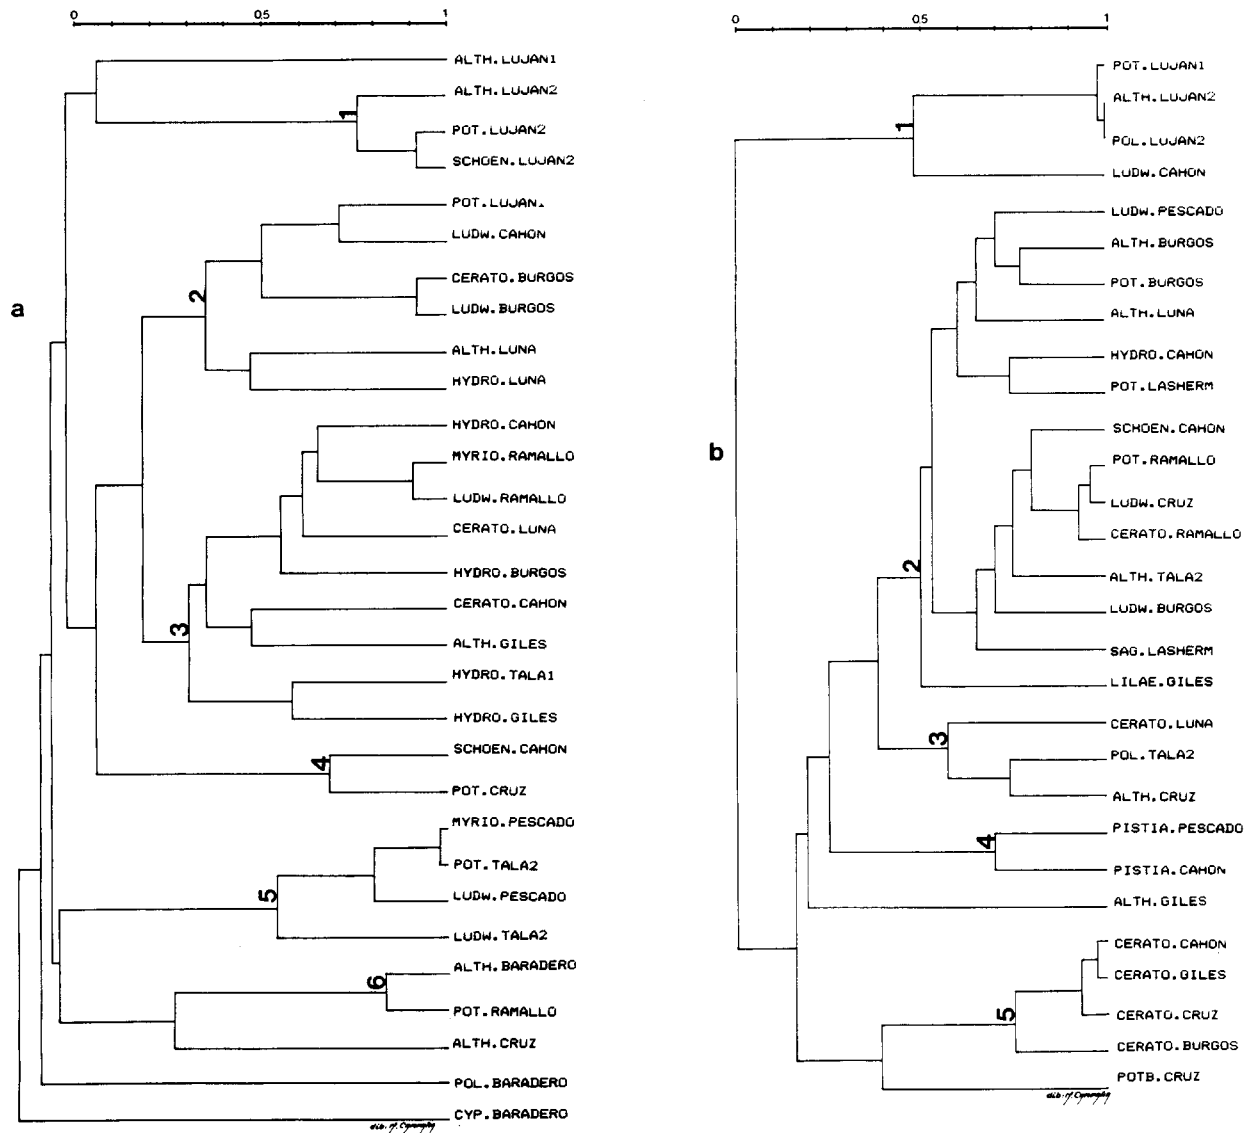 0 0.5 1
ALTH.LUJAN1
ALTH.LUJAN2
1
POT.LUJAN2
SCHOEN.LUJAN2
POT.LUJAN1
LUDW.CAHON
CERATO.BURGOS
a
2
LUDW.BURGOS
ALTH.LUNA
HYDRO.LUNA
HYDRO.CAHON
MYRIO.RAMALLO
LUDW.RAMALLO
CERATO.LUNA
HYDRO.BURGOS
CERATO.CAHON
3
ALTH.GILES
HYDRO.TALA1
HYDRO.GILES
SCHOEN.CAHON
4
POT.CRUZ
MYRIO.PESCADO
POT.TALA2
5
LUDW.PESCADO
LUDW.TALA2
ALTH.BARADERO
6
POT.RAMALLO
ALTH.CRUZ
POL.BARADERO
CYP.BARADERO
0 0.5 1
POT.LUJAN1
ALTH.LUJAN2
1
POL.LUJAN2
LUDW.CAHON
LUDW.PESCADO
ALTH.BURGOS
POT.BURGOS
ALTH.LUNA
HYDRO.CAHON
POT.LASHERM
SCHOEN.CAHON
b
POT.RAMALLO
LUDW.CRUZ
CERATO.RAMALLO
2
ALTH.TALA2
LUDW.BURGOS
SAG.LASHERM
LILAE.GILES
CERATO.LUNA
3
POL.TALA2
ALTH.CRUZ
PISTIA.PESCADO
4
PISTIA.CAHON
ALTH.GILES
CERATO.CAHON
CERATO.GILES
5
CERATO.CRUZ
CERATO.BURGOS
POTB.CRUZ